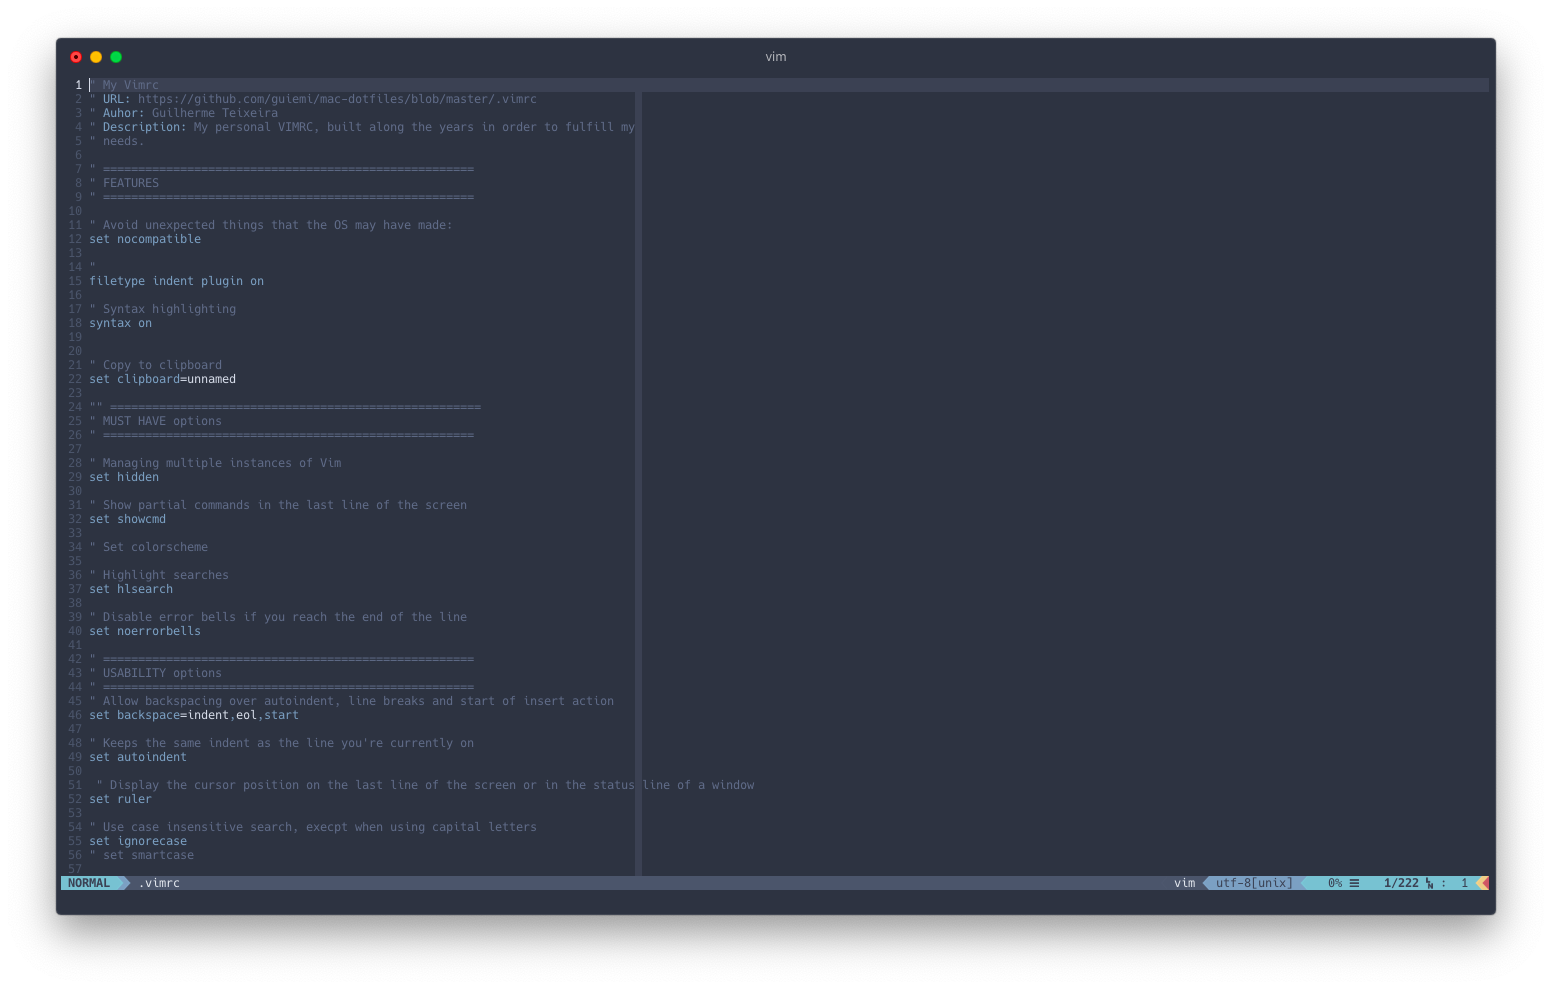 vim
1 " My Vimrc
2 " URL: https://github.com/guiemi/mac-dotfiles/blob/master/.vimrc
3 " Auhor: Guilherme Teixeira
4 " Description: My personal VIMRC, built along the years in order to fulfill my
5 " needs.
6
7 " =====================================================
8 " FEATURES
9 " =====================================================
10
11 " Avoid unexpected things that the OS may have made:
12 set nocompatible
13
14 "
15 filetype indent plugin on
16
17 " Syntax highlighting
18 syntax on
19
20
21 " Copy to clipboard
22 set clipboard=unnamed
23
24 "" =====================================================
25 " MUST HAVE options
26 " =====================================================
27
28 " Managing multiple instances of Vim
29 set hidden
30
31 " Show partial commands in the last line of the screen
32 set showcmd
33
34 " Set colorscheme
35
36 " Highlight searches
37 set hlsearch
38
39 " Disable error bells if you reach the end of the line
40 set noerrorbells
41
42 " =====================================================
43 " USABILITY options
44 " =====================================================
45 " Allow backspacing over autoindent, line breaks and start of insert action
46 set backspace=indent,eol,start
47
48 " Keeps the same indent as the line you're currently on
49 set autoindent
50
51  " Display the cursor position on the last line of the screen or in the status line of a window
52 set ruler
53
54 " Use case insensitive search, execpt when using capital letters
55 set ignorecase
56 " set smartcase
57
NORMAL .vimrc vim utf-8[unix] 0% ☰ 1/222 ㏑ : 1